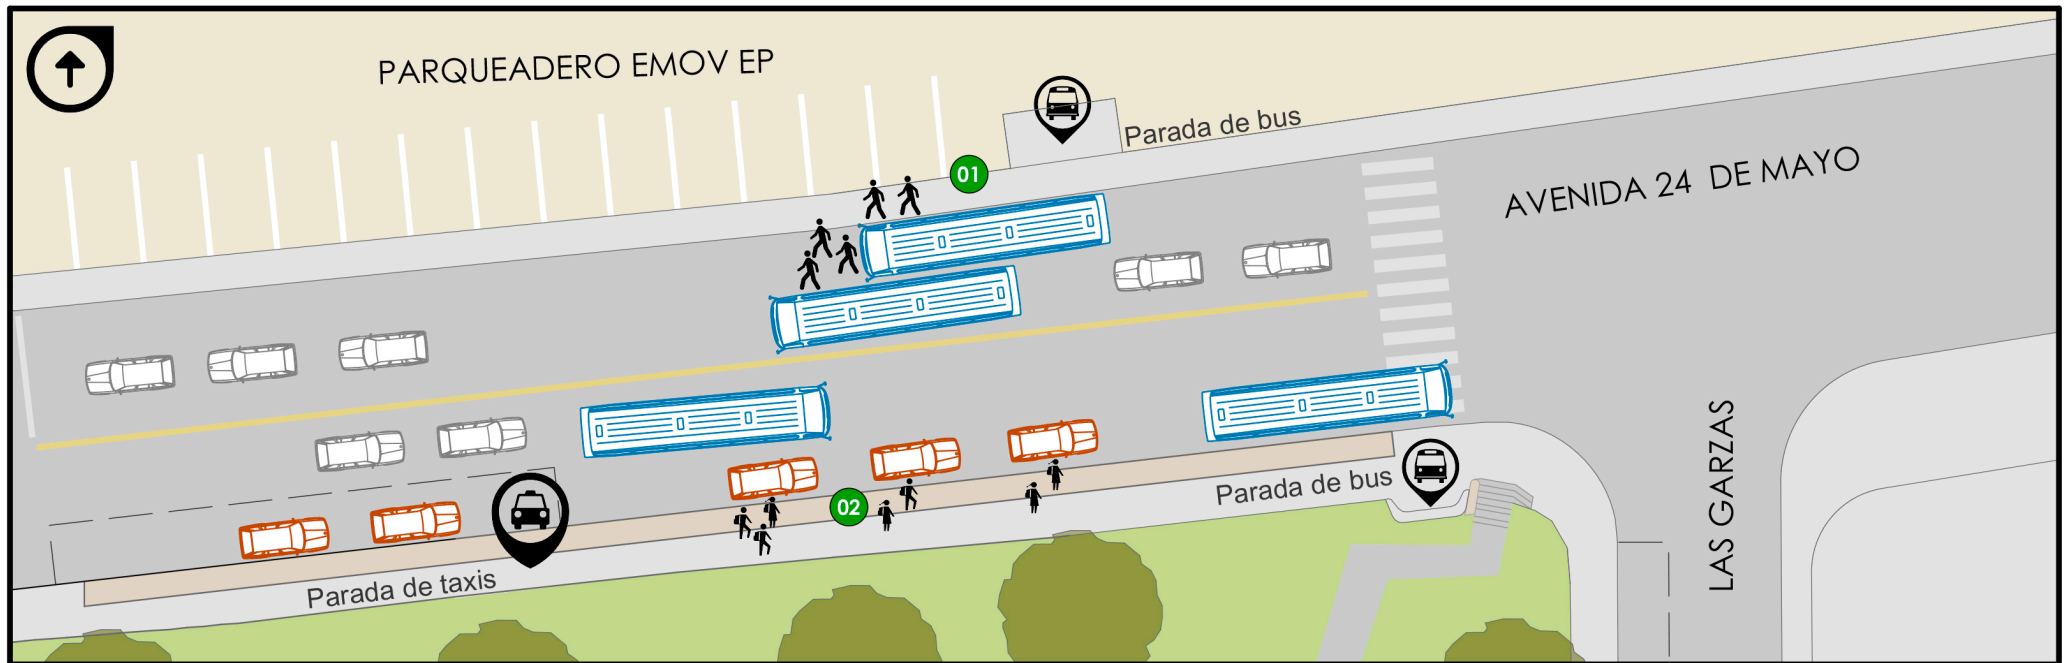 PARQUEADERO EMOV EP
Parada de bus
01
AVENIDA 24 DE MAYO
LAS GARZAS
Parada de bus
02
Parada de taxis